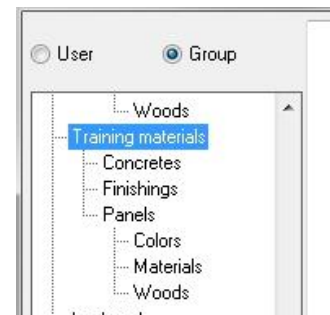 User Group
Woods
Training materials
Concretes
Finishings
Panels
Colors
Materials
Woods